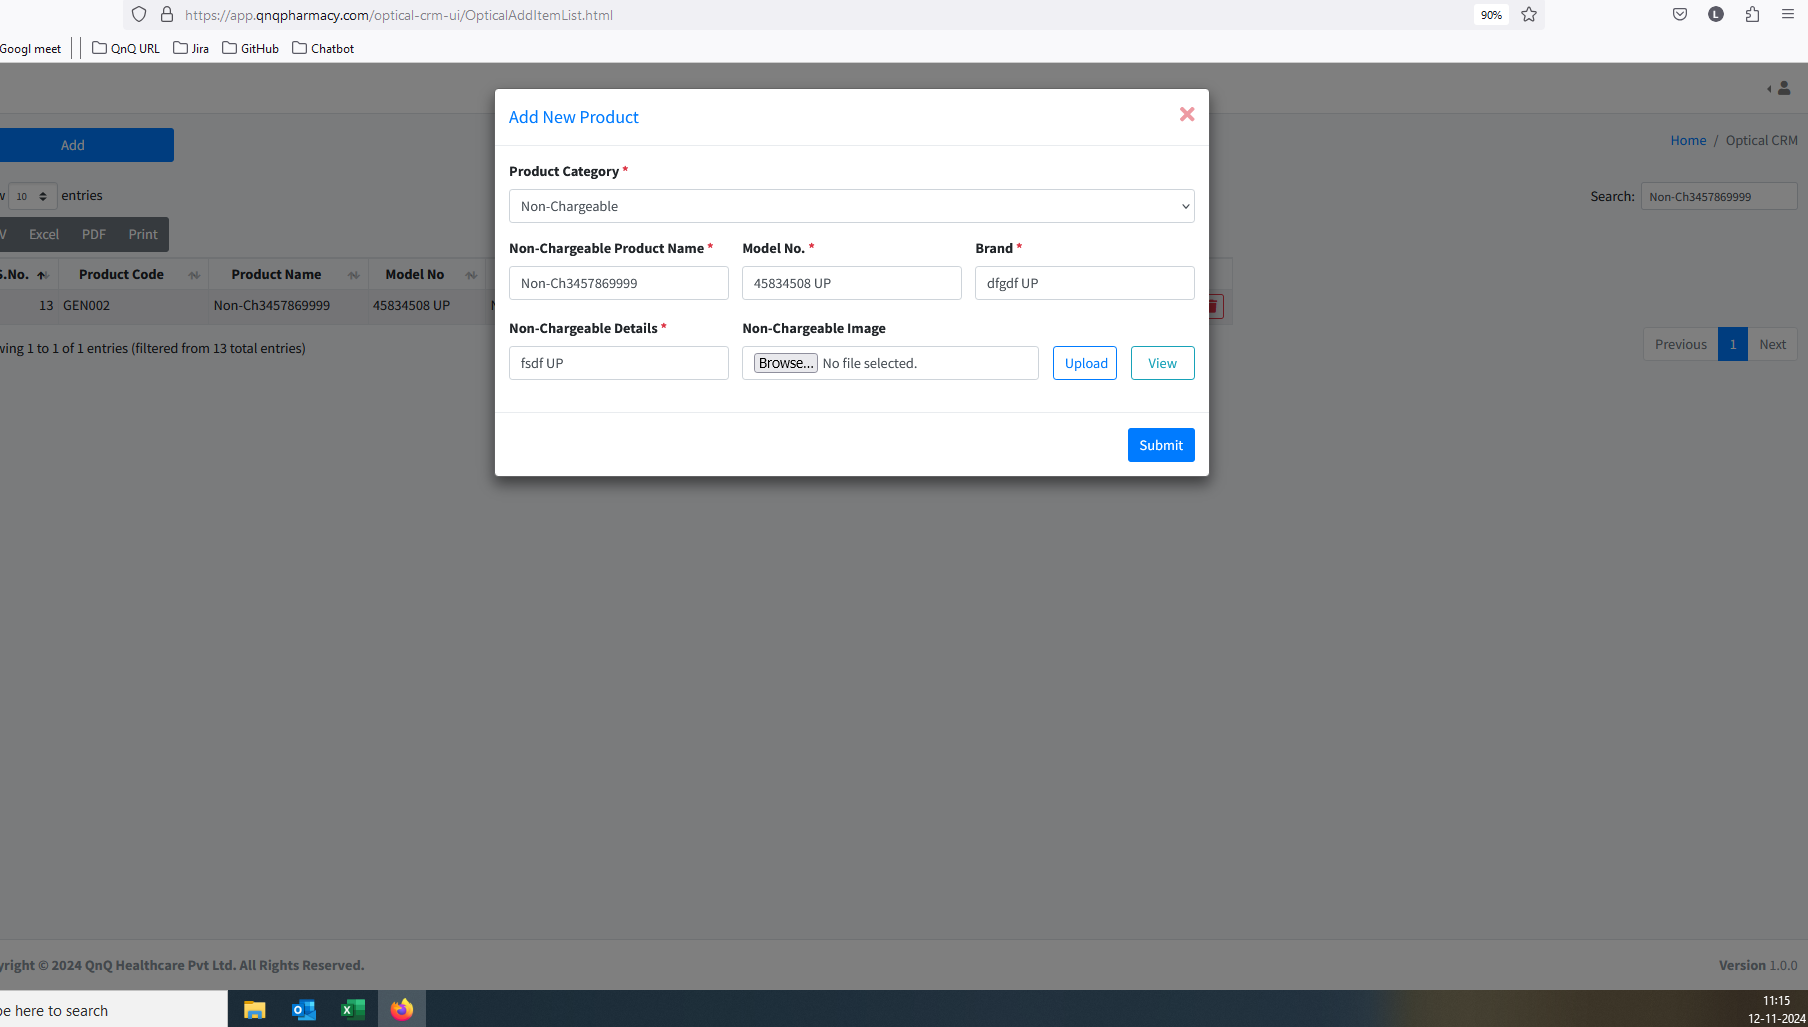 https://app.qnqpharmacy.com/optical-crm-ui/OpticalAddItemList.html 90% L
Googl meet QnQ URL Jira GitHub Chatbot
Add New Product
Add Home / Optical CRM
Product Category *
10 entries Search: Non-Ch3457869999
Non-Chargeable
Excel PDF Print
Non-Chargeable Product Name * Model No. * Brand *
S.No. Product Code Product Name Model No
Non-Ch3457869999 45834508 UP dfgdf UP
13 GEN002 Non-Ch3457869999 45834508 UP
Non-Chargeable Details * Non-Chargeable Image
wing 1 to 1 of 1 entries (filtered from 13 total entries) Previous 1 Next
fsdf UP Browse... No file selected. Upload View
Submit
yright © 2024 QnQ Healthcare Pvt Ltd. All Rights Reserved. Version 1.0.0
pe here to search
11:15
12-11-2024